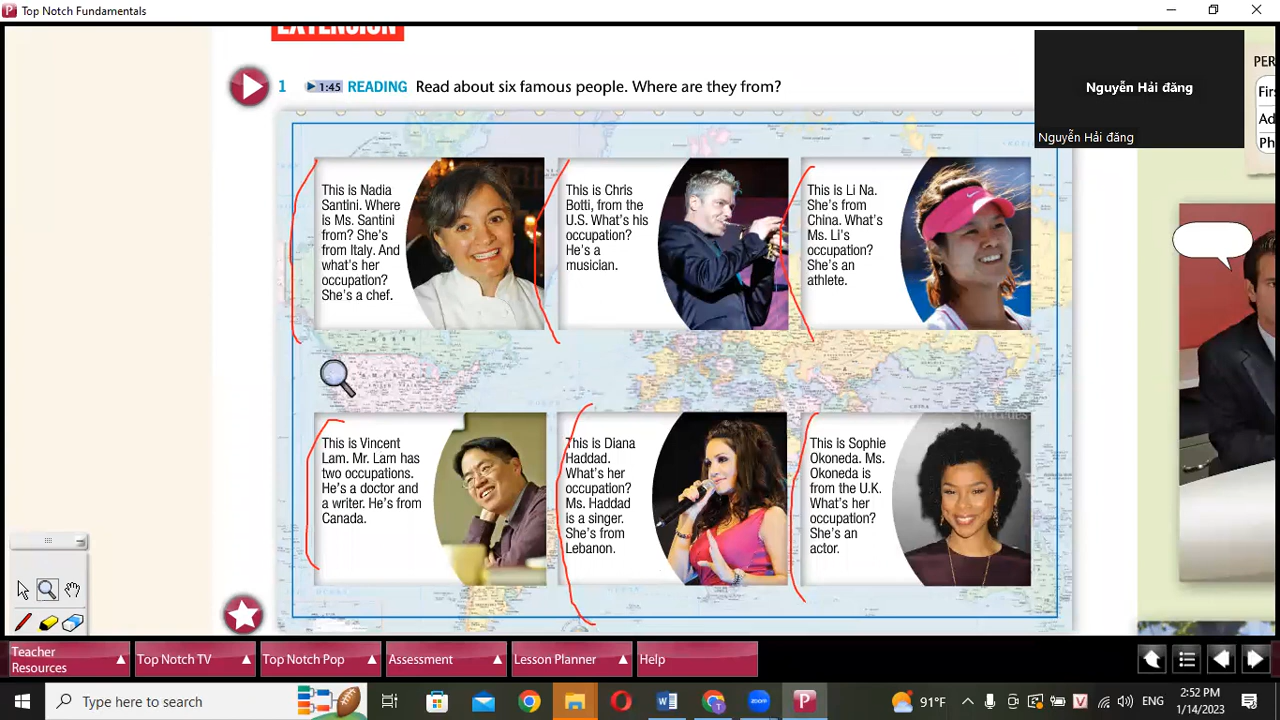 Top Notch Fundamentals
EXTENSION
1 1:45 READING Read about six famous people. Where are they from?
Nguyễn Hải đăng
Nguyễn Hải đăng
PER
Firs
Ad
Ph
This is Nadia
Santini. Where
is Ms. Santini
from? She's
from Italy. And
what's her
occupation?
She's a chef.
This is Chris
Botti, from the
U.S. What's his
occupation?
He's a
musician.
This is Li Na.
She's from
China. What's
Ms. Li's
occupation?
She's an
athlete.
This is Vincent
Lam. Mr. Lam has
two occupations.
He's a doctor and
a writer. He's from
Canada.
This is Diana
Haddad.
What's her
occupation?
Ms. Haddad
is a singer.
She's from
Lebanon.
This is Sophie
Okoneda. Ms.
Okoneda is
from the U.K.
What's her
occupation?
She's an
actor.
Teacher
Resources
Top Notch TV
Top Notch Pop
Assessment
Lesson Planner
Help
Type here to search
91°F
ENG
2:52 PM
1/14/2023